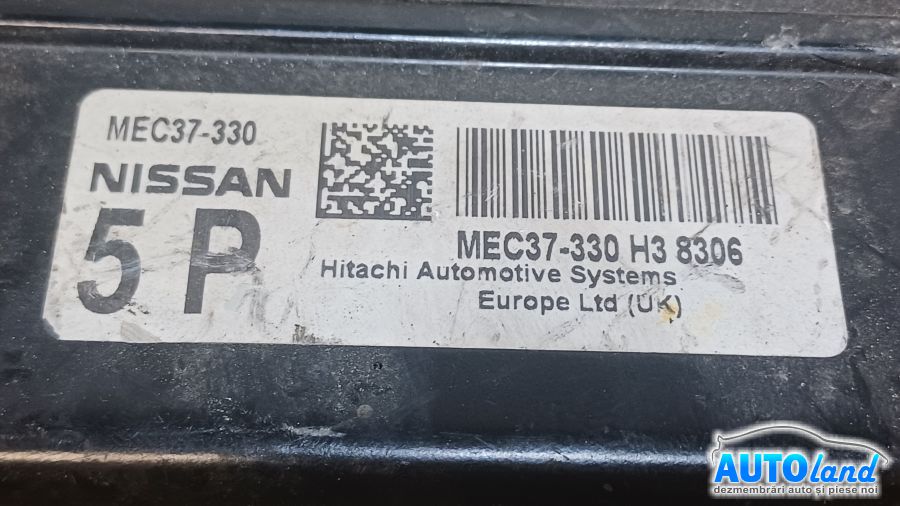 MEC37-330
NISSAN
5 P
MEC37-330 H3 8306
Hitachi Automotive Systems
Europe Ltd (UK)
AUTOland
dezmembrări auto și piese noi